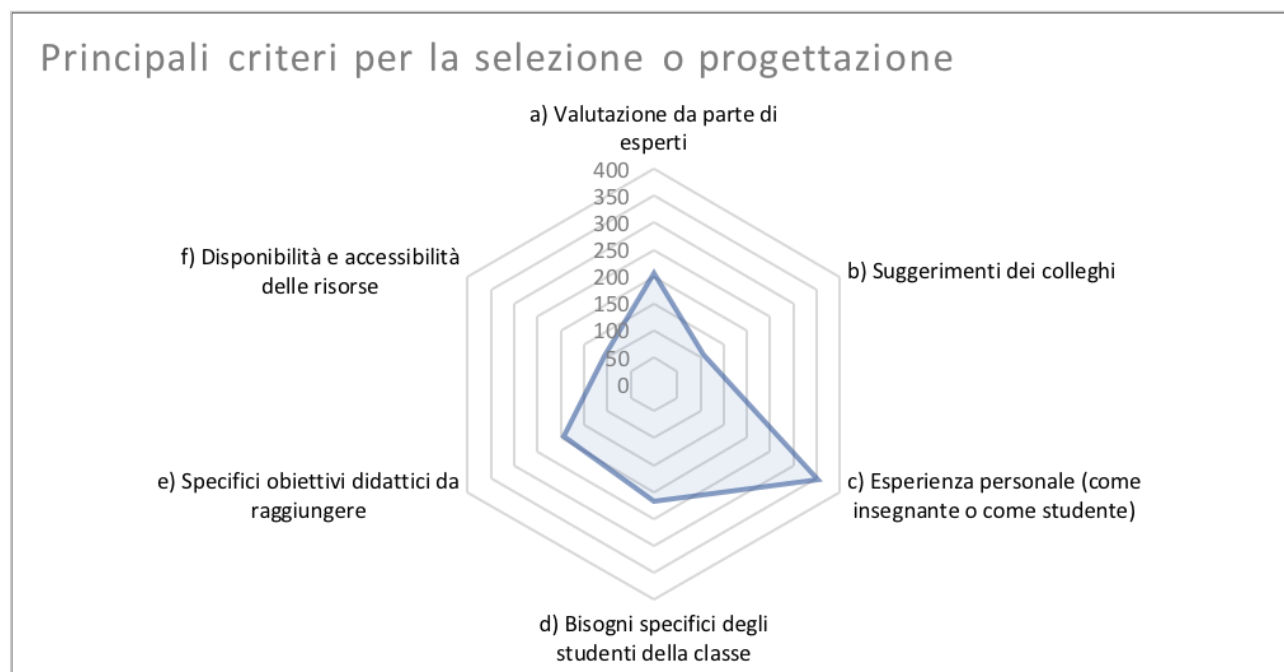 Principali criteri per la selezione o progettazione
a) Valutazione da parte di
esperti
400
350
300
250
200
150
100
50
0
f) Disponibilità e accessibilità
delle risorse
b) Suggerimenti dei colleghi
e) Specifici obiettivi didattici da
raggiungere
c) Esperienza personale (come
insegnante o come studente)
d) Bisogni specifici degli
studenti della classe